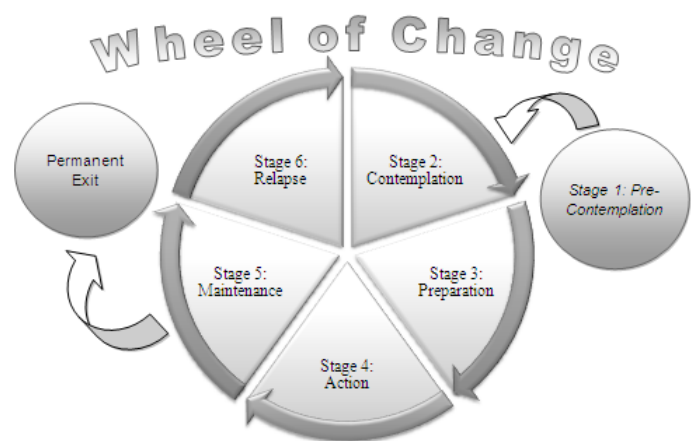 Wheel of Change
Permanent
Exit
Stage 6:
Relapse
Stage 2:
Contemplation
Stage 1: Pre-
Contemplation
Stage 5:
Maintenance
Stage 3:
Preparation
Stage 4:
Action